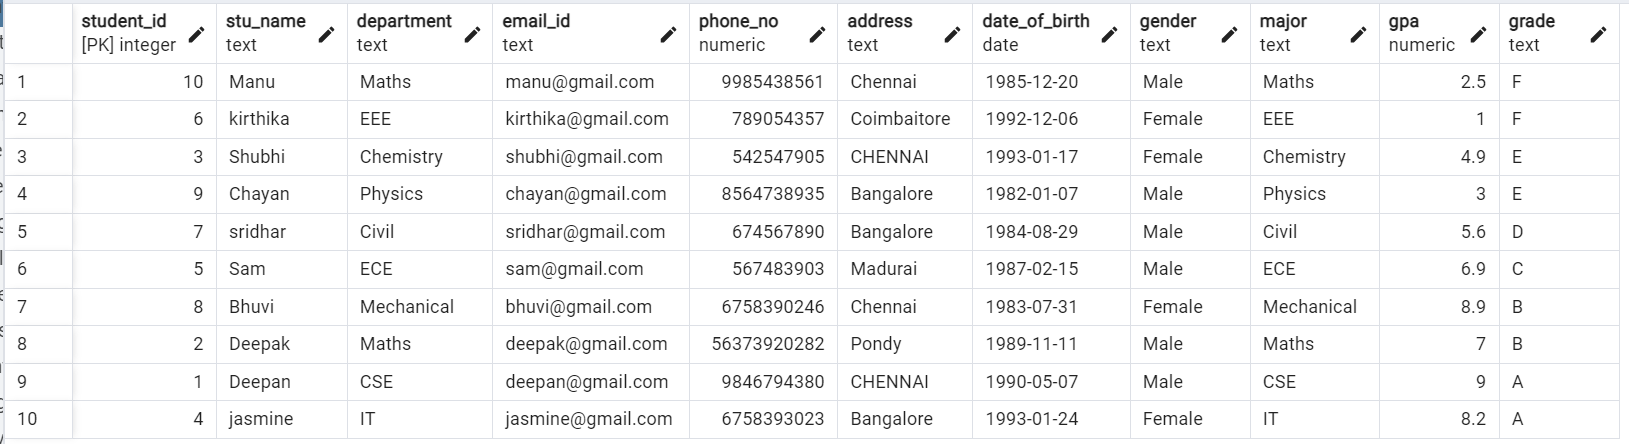 student_id department stu_name email_id phone_no address date_of_birth gender major gpa grade
[PK] integer text text text numeric text date text text numeric text
1 10 Manu Maths manu@gmail.com 9985438561 Chennai 1985-12-20 Male Maths 2.5 F
2 6 kirthika EEE kirthika@gmail.com 789054357 Coimbaitore 1992-12-06 Female EEE 1 F
3 3 Shubhi Chemistry shubhi@gmail.com 542547905 CHENNAI 1993-01-17 Female Chemistry 4.9 E
4 9 Chayan Physics chayan@gmail.com 8564738935 Bangalore 1982-01-07 Male Physics 3 E
5 7 sridhar Civil sridhar@gmail.com 674567890 Bangalore 1984-08-29 Male Civil 5.6 D
6 5 Sam ECE sam@gmail.com 567483903 Madurai 1987-02-15 Male ECE 6.9 C
7 8 Bhuvi Mechanical bhuvi@gmail.com 6758390246 Chennai 1983-07-31 Female Mechanical 8.9 B
8 2 Deepak Maths deepak@gmail.com 56373920282 Pondy 1989-11-11 Male Maths 7 B
9 1 Deepan CSE deepan@gmail.com 9846794380 CHENNAI 1990-05-07 Male CSE 9 A
10 4 jasmine IT jasmine@gmail.com 6758393023 Bangalore 1993-01-24 Female IT 8.2 A